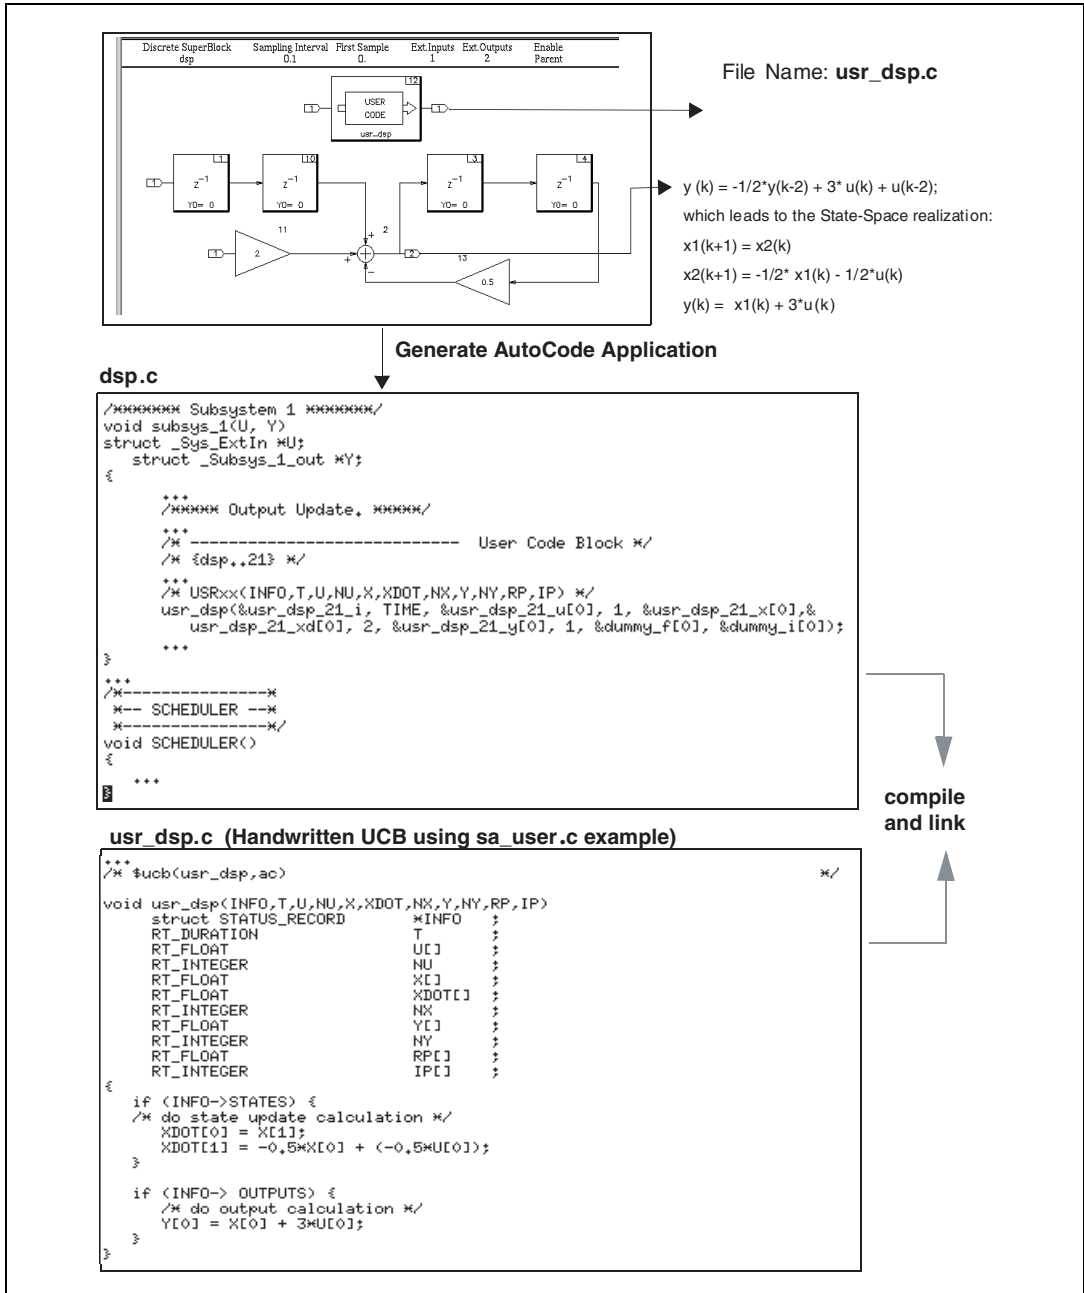 Discrete SuperBlock Sampling Interval First Sample Ext.Inputs Ext.Outputs Enable
dsp 0.1 0. 1 2 Parent
File Name: usr_dsp.c
12
1 USER CODE 1
usr_dsp
1 10 3 4
1 z-1 z-1 z-1 z-1
Y0= 0 Y0= 0 Y0= 0 Y0= 0
y (k) = -1/2*y(k-2) + 3* u(k) + u(k-2);
which leads to the State-Space realization:
x1(k+1) = x2(k)
x2(k+1) = -1/2* x1(k) - 1/2*u(k)
y(k) = x1(k) + 3*u(k)
11 + 2
1 2 + 2 13
- 0.5
Generate AutoCode Application
dsp.c
/******* Subsystem 1 *******/
void subsys_1(U, Y)
struct _Sys_ExtIn *U;
struct _Subsys_1_out *Y;
{
...
/***** Output Update. *****/
...
/* ---------------------------- User Code Block */
/* {dsp..21} */
...
/* USRxx(INFO,T,U,NU,X,XDOT,NX,Y,NY,RP,IP) */
usr_dsp(&usr_dsp_21_i, TIME, &usr_dsp_21_u[0], 1, &usr_dsp_21_x[0],&
usr_dsp_21_xd[0], 2, &usr_dsp_21_y[0], 1, &dummy_f[0], &dummy_i[0]);
...
}
...
/*---------------*
*-- SCHEDULER --*
*---------------*/
void SCHEDULER()
{
...
}
compile
and link
usr_dsp.c (Handwritten UCB using sa_user.c example)
...
/* $ucb(usr_dsp,ac) */
void usr_dsp(INFO,T,U,NU,X,XDOT,NX,Y,NY,RP,IP)
struct STATUS_RECORD *INFO ;
RT_DURATION T ;
RT_FLOAT U[] ;
RT_INTEGER NU ;
RT_FLOAT X[] ;
RT_FLOAT XDOT[] ;
RT_INTEGER NX ;
RT_FLOAT Y[] ;
RT_INTEGER NY ;
RT_FLOAT RP[] ;
RT_INTEGER IP[] ;
{
if (INFO->STATES) {
/* do state update calculation */
XDOT[0] = X[1];
XDOT[1] = -0.5*X[0] + (-0.5*U[0]);
}
if (INFO-> OUTPUTS) {
/* do output calculation */
Y[0] = X[0] + 3*U[0];
}
}